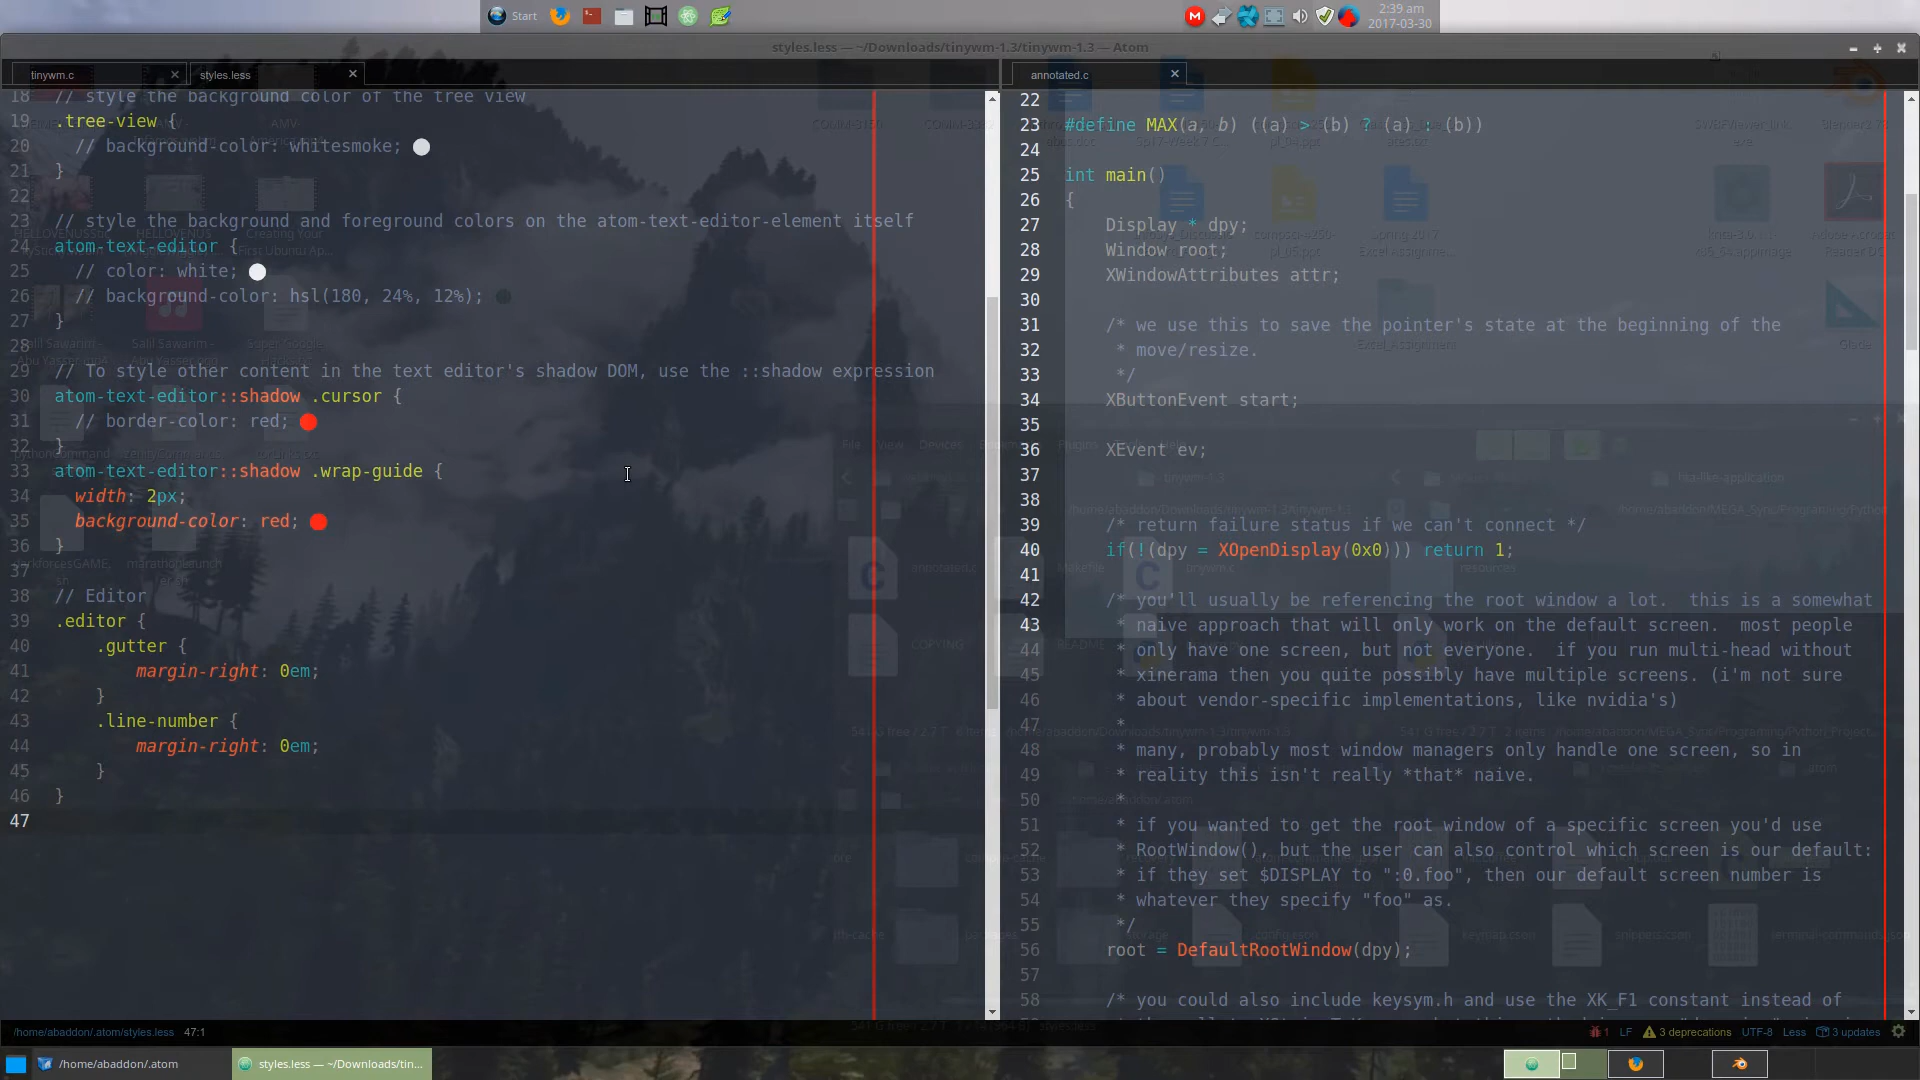 Start
2:39 am
2017-03-30
styles.less — ~/Downloads/tinywm-1.3/tinywm-1.3 — Atom
tinywm.c
styles.less
18 // style the background color of the tree view
19 .tree-view {
20 // background-color: whitesmoke;
21 }
22
23 // style the background and foreground colors on the atom-text-editor-element itself
24 atom-text-editor {
25 // color: white;
26 // background-color: hsl(180, 24%, 12%);
27 }
28
29 // To style other content in the text editor's shadow DOM, use the ::shadow expression
30 atom-text-editor::shadow .cursor {
31 // border-color: red;
32 }
33 atom-text-editor::shadow .wrap-guide {
34 width: 2px;
35 background-color: red;
36 }
37
38 // Editor
39 .editor {
40 .gutter {
41 margin-right: 0em;
42 }
43 .line-number {
44 margin-right: 0em;
45 }
46 }
47
annotated.c
22
23 #define MAX(a, b) ((a) > (b) ? (a) : (b))
24
25 int main()
26 {
27 Display * dpy;
28 Window root;
29 XWindowAttributes attr;
30
31 /* we use this to save the pointer's state at the beginning of the
32 * move/resize.
33 */
34 XButtonEvent start;
35
36 XEvent ev;
37
38
39 /* return failure status if we can't connect */
40 if(!(dpy = XOpenDisplay(0x0))) return 1;
41
42 /* you'll usually be referencing the root window a lot. this is a somewhat
43 * naive approach that will only work on the default screen. most people
44 * only have one screen, but not everyone. if you run multi-head without
45 * xinerama then you quite possibly have multiple screens. (i'm not sure
46 * about vendor-specific implementations, like nvidia's)
47 *
48 * many, probably most window managers only handle one screen, so in
49 * reality this isn't really *that* naive.
50 *
51 * if you wanted to get the root window of a specific screen you'd use
52 * RootWindow(), but the user can also control which screen is our default:
53 * if they set $DISPLAY to ":0.foo", then our default screen number is
54 * whatever they specify "foo" as.
55 */
56 root = DefaultRootWindow(dpy);
57
58 /* you could also include keysym.h and use the XK_F1 constant instead of
/home/abaddon/.atom/styles.less 47:1
1 LF 3 deprecations UTF-8 Less 3 updates
/home/abaddon/.atom
styles.less — ~/Downloads/tin...